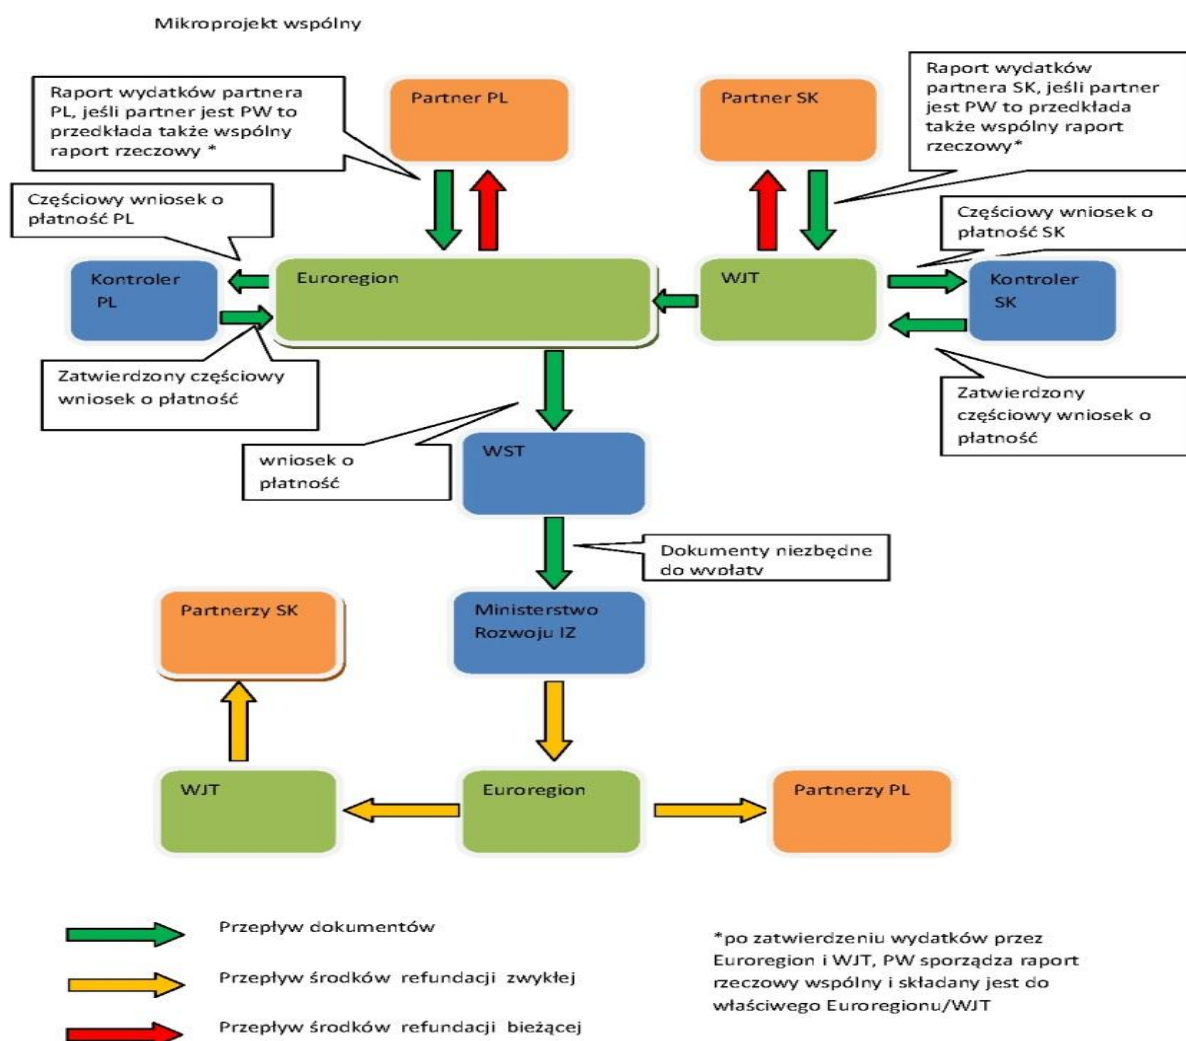 Mikroprojekt wspólny
Raport wydatków partnera
PL, jeśli partner jest PW to
przedkłada także wspólny
raport rzeczowy *
Partner PL
Partner SK
Raport wydatków
partnera SK, jeśli partner
jest PW to przedkłada
także wspólny raport
rzeczowy*
Częściowy wniosek o
płatność PL
Częściowy wniosek o
płatność SK
Kontroler
PL
Euroregion
WJT
Kontroler
SK
Zatwierdzony częściowy
wniosek o płatność
Zatwierdzony
częściowy wniosek o
płatność
wniosek o
płatność
WST
Dokumenty niezbędne
do wypłaty
Partnerzy SK
Ministerstwo
Rozwoju IZ
WJT
Euroregion
Partnerzy PL
Przepływ dokumentów
Przepływ środków refundacji zwykłej
Przepływ środków refundacji bieżącej
*po zatwierdzeniu wydatków przez
Euroregion i WJT, PW sporządza raport
rzeczowy wspólny i składany jest do
właściwego Euroregionu/WJT